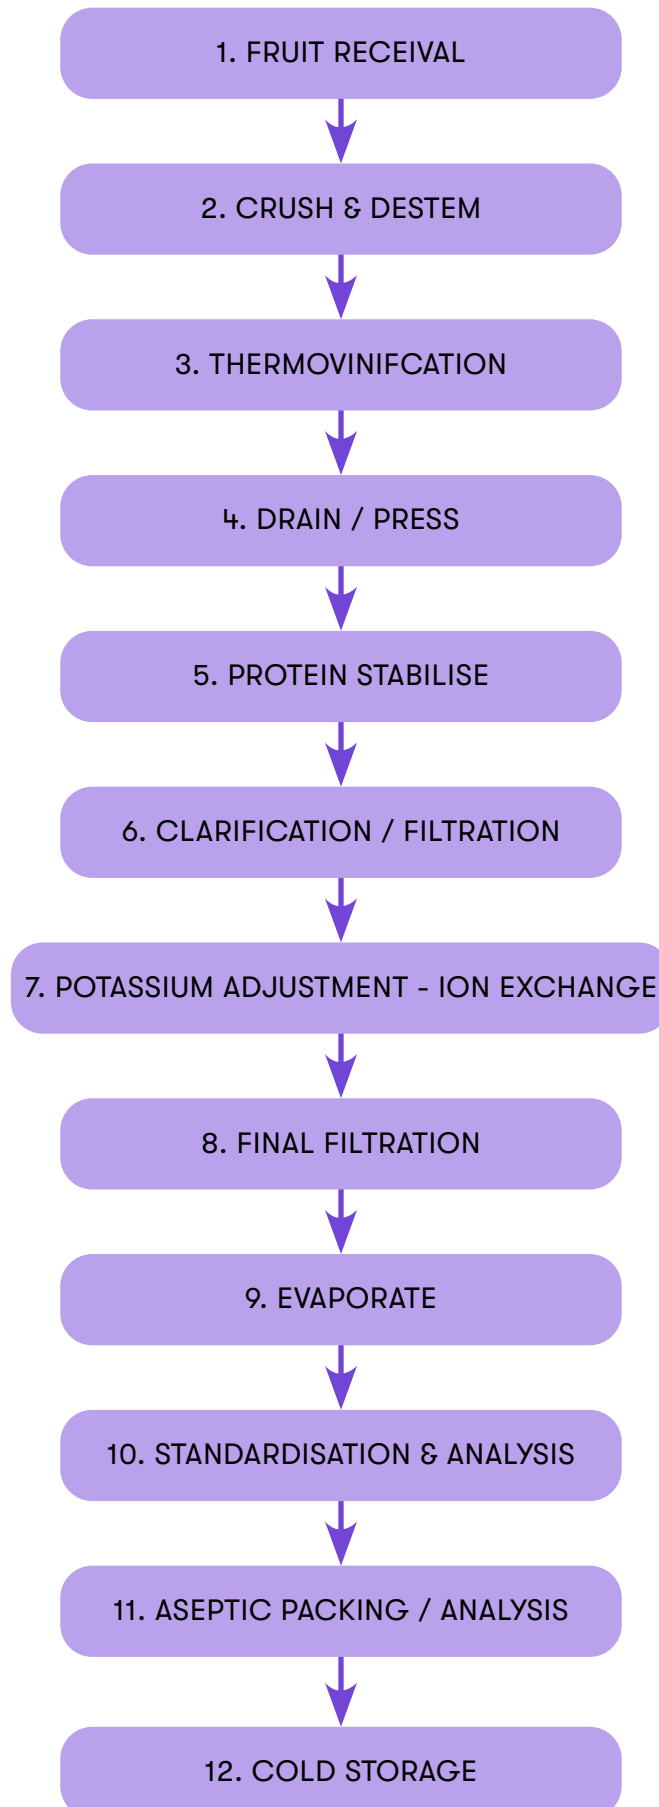 1. FRUIT RECEIVAL
2. CRUSH & DESTEM
3. THERMOVINIFCATION
4. DRAIN / PRESS
5. PROTEIN STABILISE
6. CLARIFICATION / FILTRATION
7. POTASSIUM ADJUSTMENT - ION EXCHANGE
8. FINAL FILTRATION
9. EVAPORATE
10. STANDARDISATION & ANALYSIS
11. ASEPTIC PACKING / ANALYSIS
12. COLD STORAGE